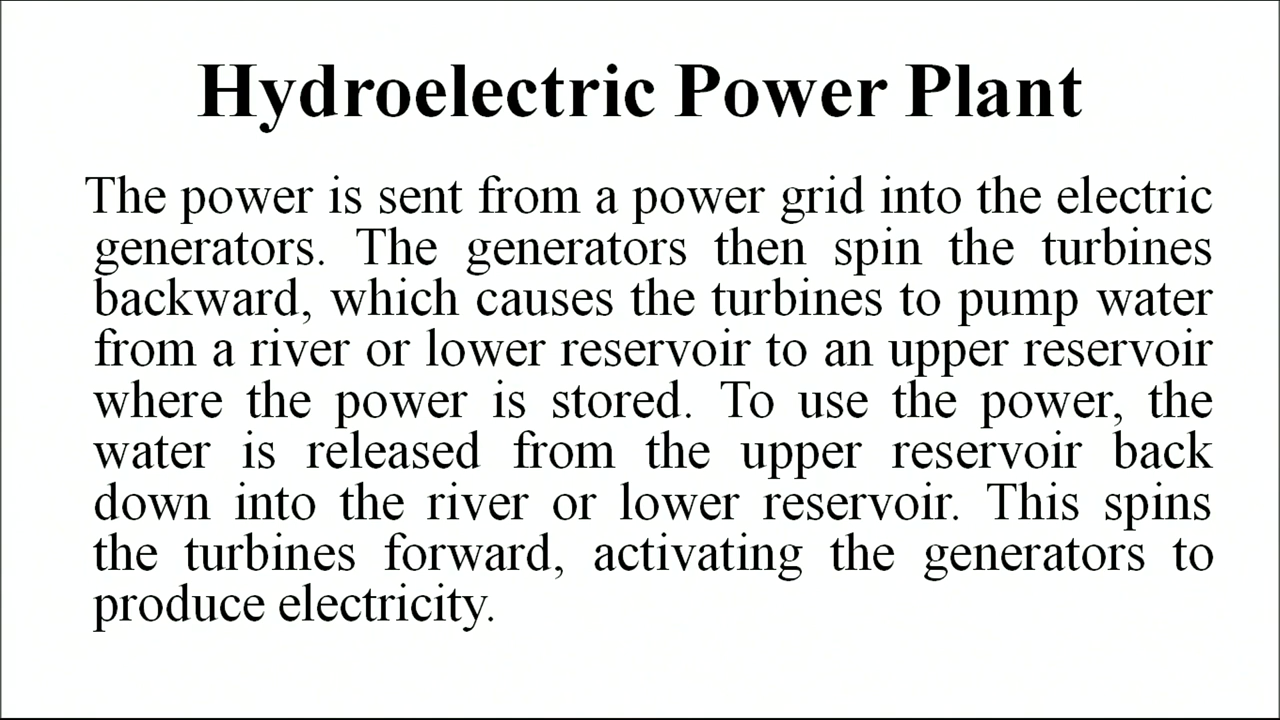 Hydroelectric Power Plant
The power is sent from a power grid into the electric
generators. The generators then spin the turbines
backward, which causes the turbines to pump water
from a river or lower reservoir to an upper reservoir
where the power is stored. To use the power, the
water is released from the upper reservoir back
down into the river or lower reservoir. This spins
the turbines forward, activating the generators to
produce electricity.